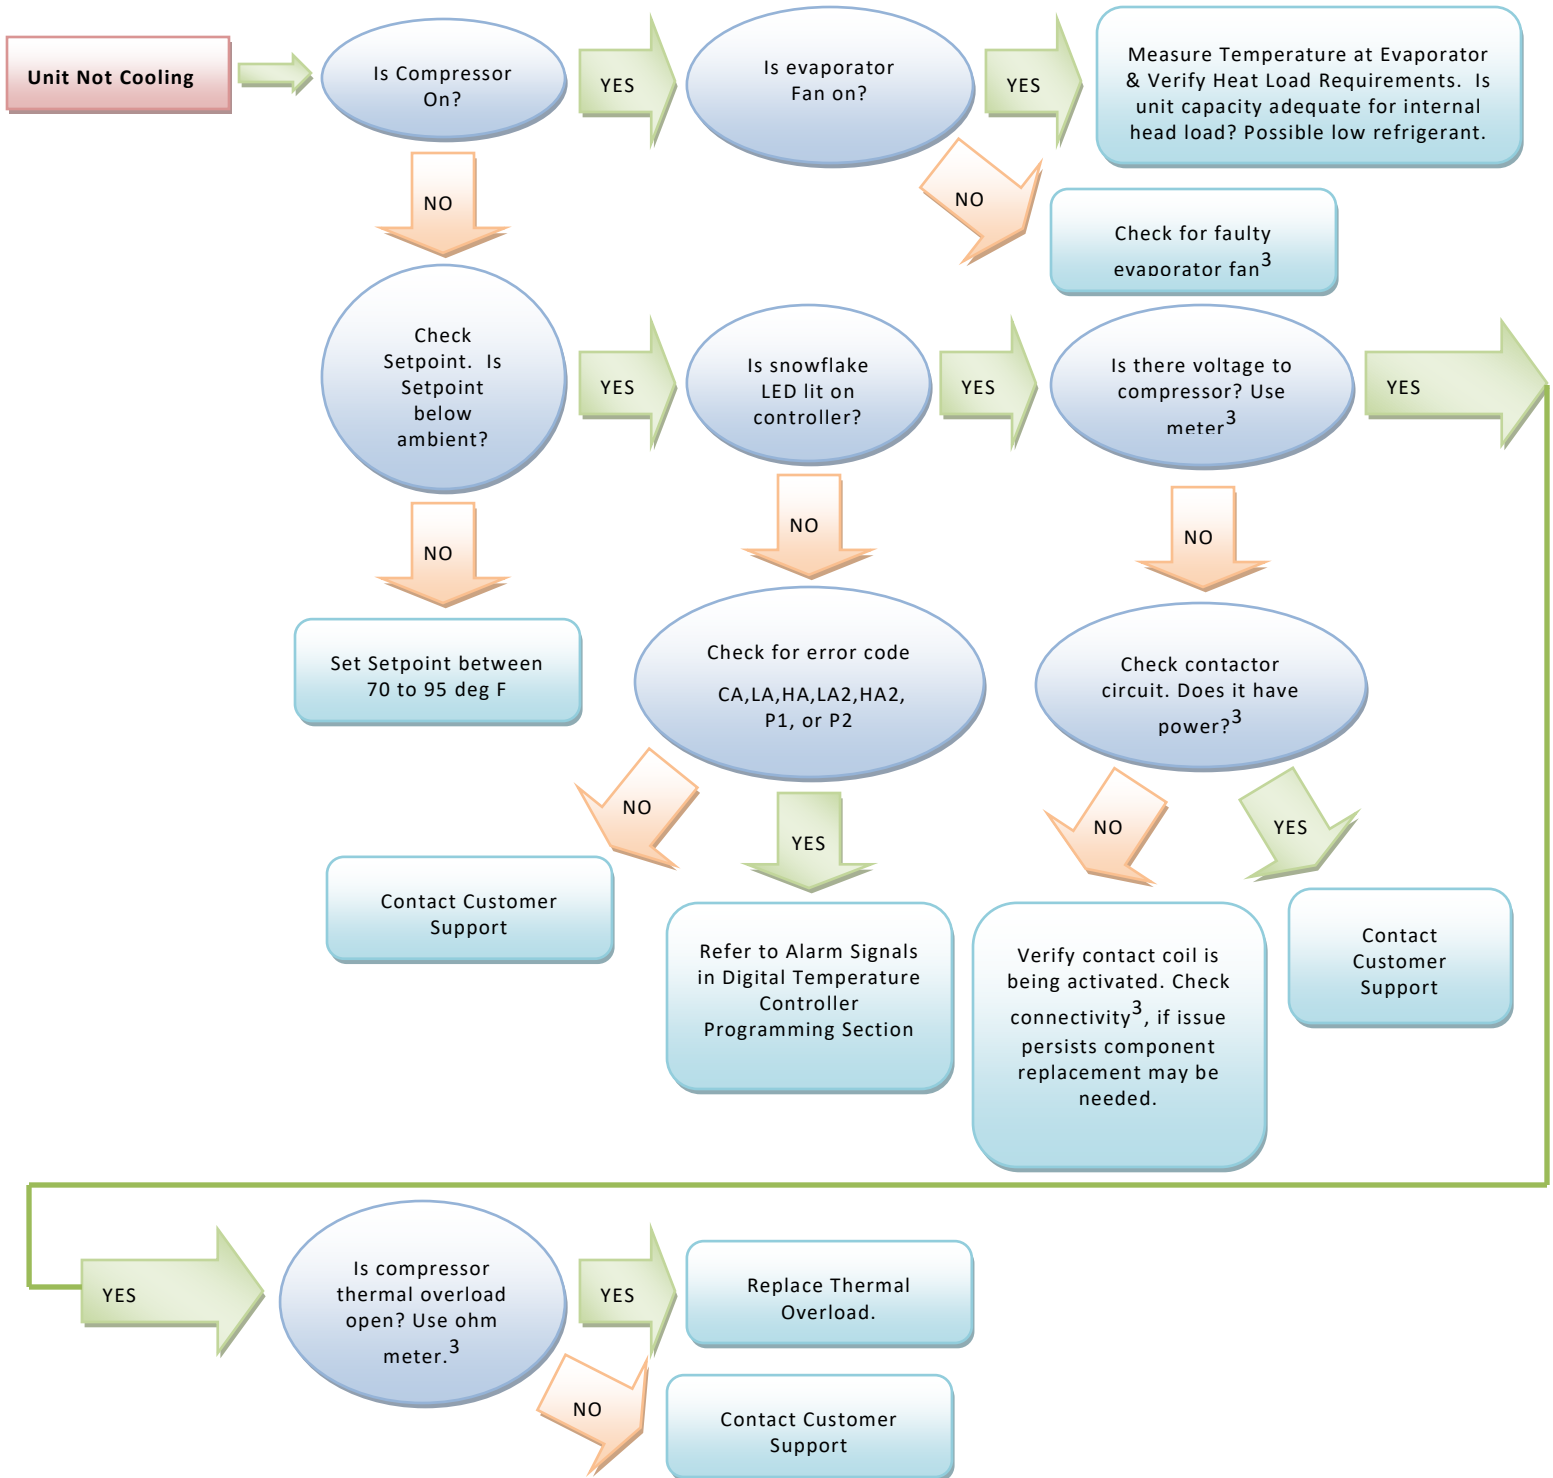 Unit Not Cooling
Is Compressor
On?
YES
Is evaporator
Fan on?
YES
Measure Temperature at Evaporator
& Verify Heat Load Requirements.  Is
unit capacity adequate for internal
head load? Possible low refrigerant.
NO
NO
Check for faulty
evaporator fan3
Check
Setpoint.  Is
Setpoint
below
ambient?
YES
Is snowflake
LED lit on
controller?
YES
Is there voltage to
compressor? Use
meter3
YES
NO
NO
NO
Set Setpoint between
70 to 95 deg F
Check for error code
CA,LA,HA,LA2,HA2,
P1, or P2
Check contactor
circuit. Does it have
power?3
NO
YES
NO
YES
Contact Customer
Support
Refer to Alarm Signals
in Digital Temperature
Controller
Programming Section
Verify contact coil is
being activated. Check
connectivity3, if issue
persists component
replacement may be
needed.
Contact
Customer
Support
YES
Is compressor
thermal overload
open? Use ohm
meter.3
YES
Replace Thermal
Overload.
NO
Contact Customer
Support